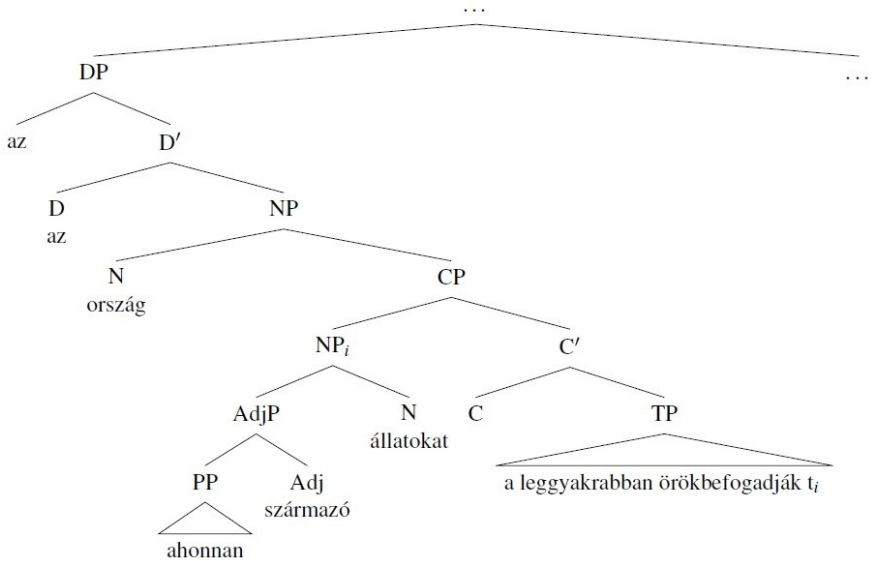 …
DP
…
az
D′
D
NP
az
N
CP
ország
NPᵢ
C′
AdjP
N
C
TP
állatokat
PP
Adj
a leggyakrabban örökbefogadják tᵢ
származó
ahonnan